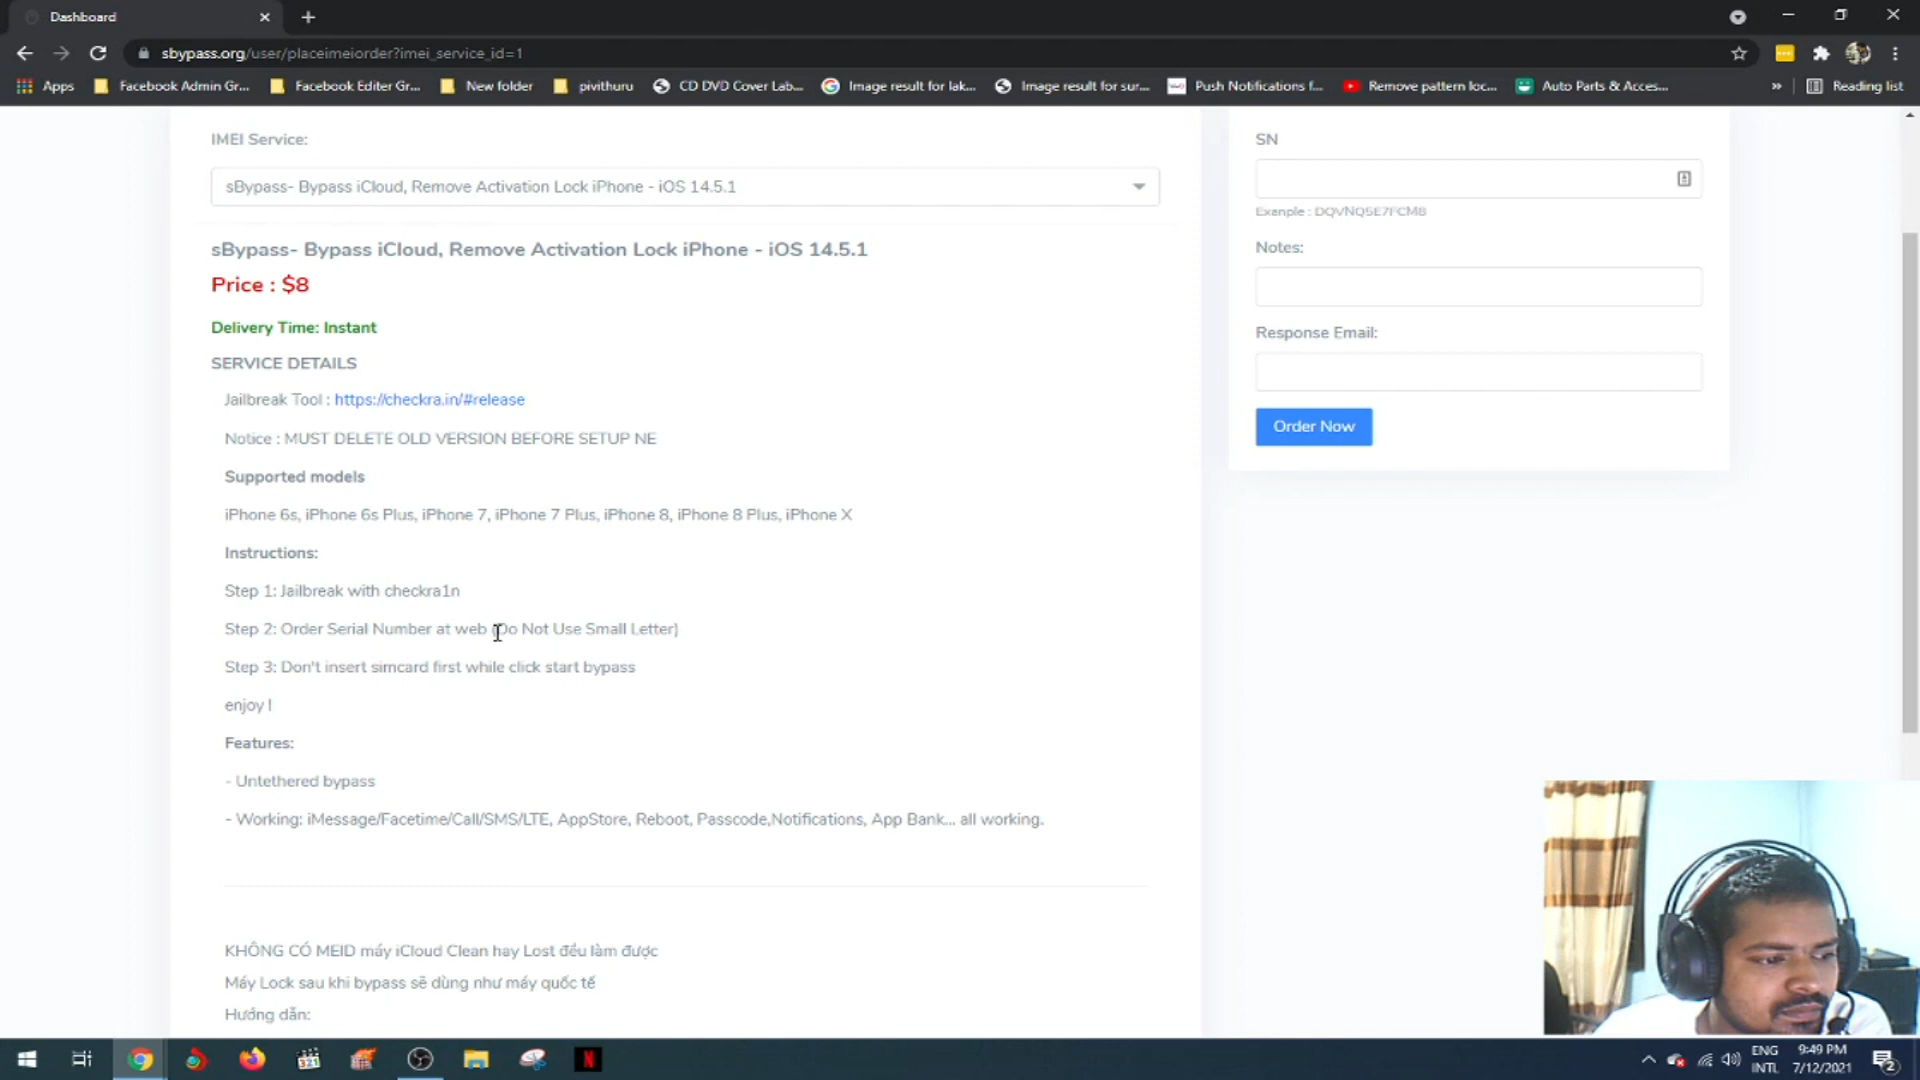 Dashboard
sbypass.org/user/placeimeiorder?imei_service_id=1
Apps
Facebook Admin Gr...
Facebook Editer Gr...
New folder
pivithuru
CD DVD Cover Lab...
Image result for lak...
Image result for sur...
Push Notifications f...
Remove pattern loc...
Auto Parts & Acces...
»
Reading list
IMEI Service:
sBypass- Bypass iCloud, Remove Activation Lock iPhone - iOS 14.5.1
sBypass- Bypass iCloud, Remove Activation Lock iPhone - iOS 14.5.1
Price : $8
Delivery Time: Instant
SERVICE DETAILS
Jailbreak Tool : https://checkra.in/#release
Notice : MUST DELETE OLD VERSION BEFORE SETUP NE
Supported models
iPhone 6s, iPhone 6s Plus, iPhone 7, iPhone 7 Plus, iPhone 8, iPhone 8 Plus, iPhone X
Instructions:
Step 1: Jailbreak with checkra1n
Step 2: Order Serial Number at web (Do Not Use Small Letter)
Step 3: Don't insert simcard first while click start bypass
enjoy !
Features:
- Untethered bypass
- Working: iMessage/Facetime/Call/SMS/LTE, AppStore, Reboot, Passcode,Notifications, App Bank... all working.
KHÔNG CÓ MEID máy iCloud Clean hay Lost đều làm được
Máy Lock sau khi bypass sẽ dùng như máy quốc tế
Hướng dẫn:
SN
Example : DQVNQ5E7FCM8
Notes:
Response Email:
Order Now
321
N
ENG
INTL
9:49 PM
7/12/2021
2